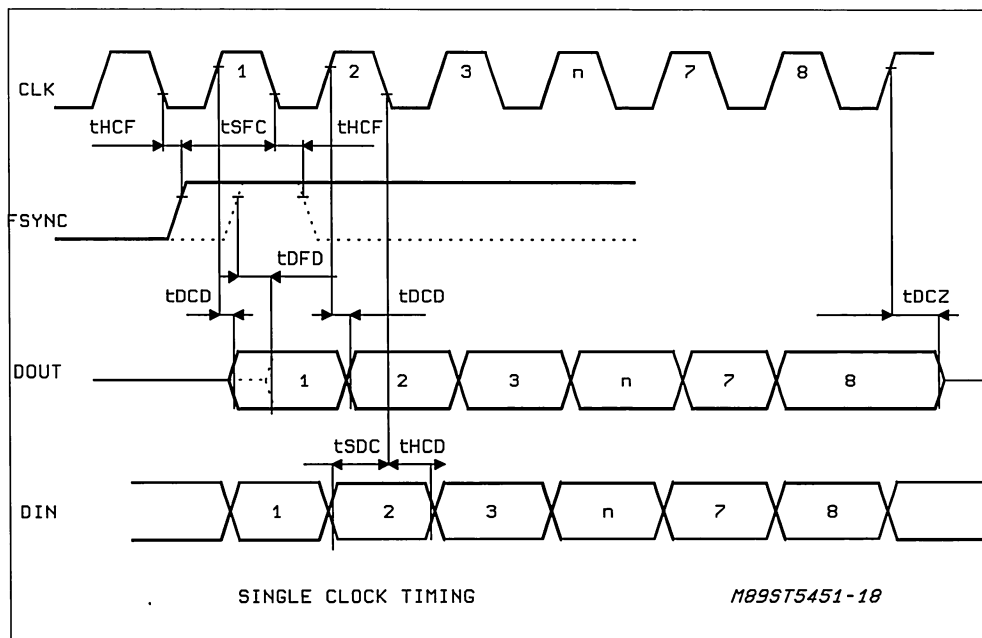 CLK 1 2 3 n 7 8
tHCF tSFC tHCF
FSYNC
tDFD
tDCD tDCD tDCZ
DOUT 1 2 3 n 7 8
tSDC tHCD
DIN 1 2 3 n 7 8
SINGLE CLOCK TIMING M89ST5451-18